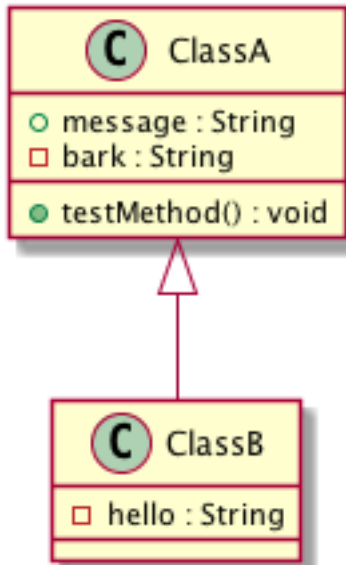 C ClassA
message : String
bark : String
testMethod() : void
C ClassB
hello : String